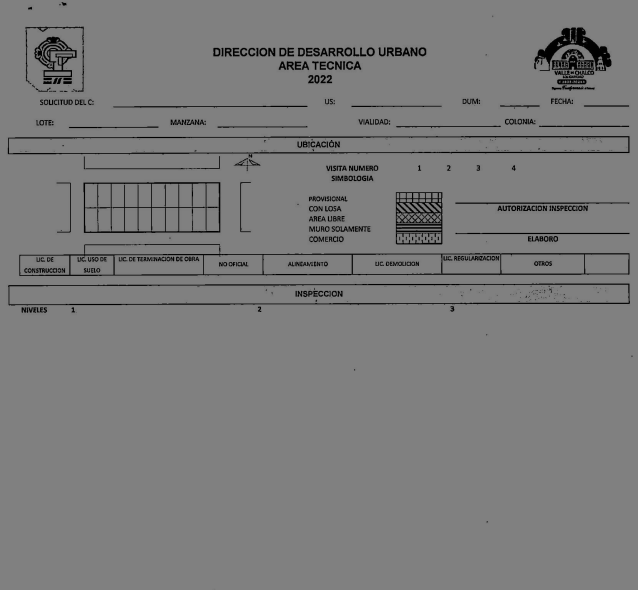 DIRECCION DE DESARROLLO URBANO
AREA TECNICA
2022
VALLE DE CHALCO
SOLICITUD DEL C: US: DUM: FECHA:
LOTE: MANZANA: VIALIDAD: COLONIA:
UBICACIÓN
N
VISITA NUMERO 1 2 3 4
SIMBOLOGIA
PROVISIONAL
CON LOSA
AREA LIBRE
MURO SOLAMENTE
COMERCIO
AUTORIZACION INSPECCION
ELABORO
LIC. DE CONSTRUCCION LIC. USO DE SUELO LIC. DE TERMINACION DE OBRA NO OFICIAL ALINEAMIENTO LIC. DEMOLICION LIC. REGULARIZACION OTROS
INSPECCION
NIVELES 1 2 3